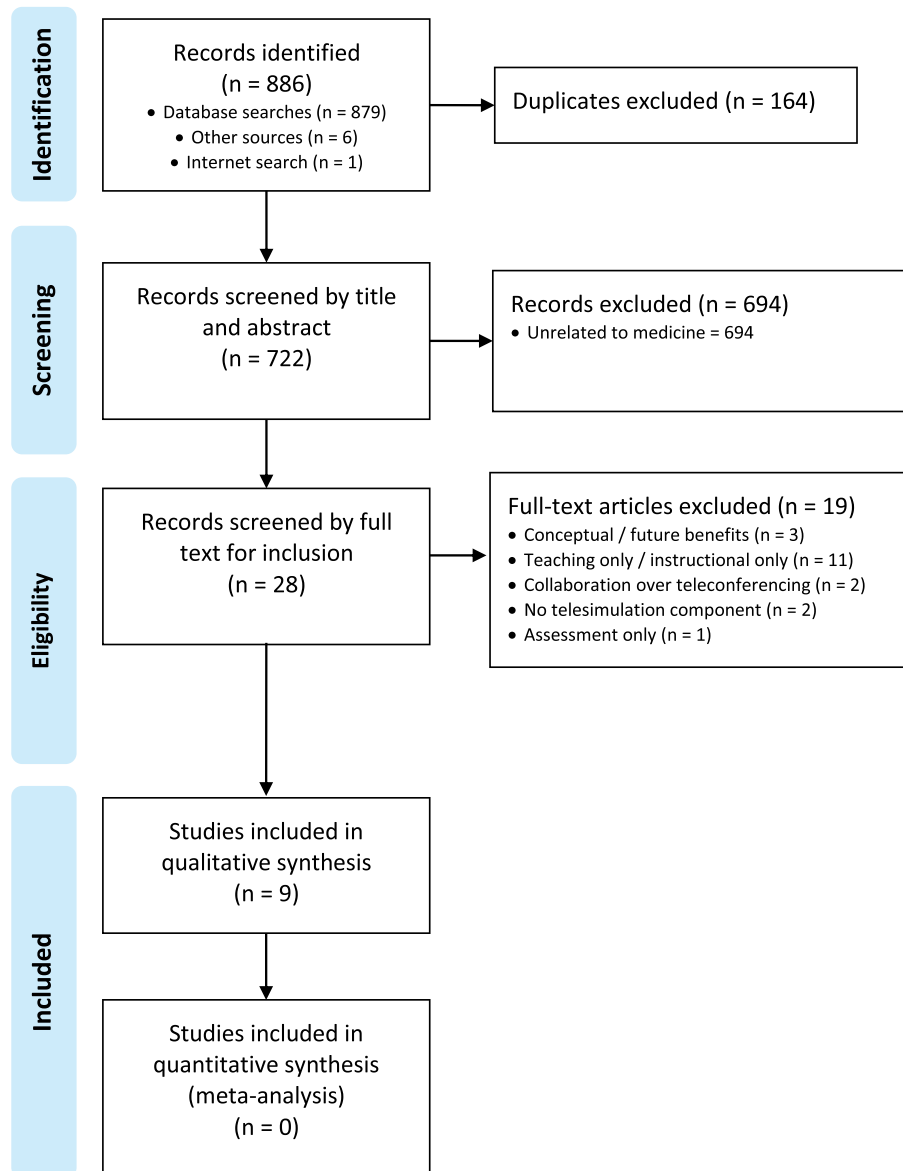 Identification
Records identified
(n = 886)
• Database searches (n = 879)
• Other sources (n = 6)
• Internet search (n = 1)
Duplicates excluded (n = 164)
Screening
Records screened by title
and abstract
(n = 722)
Records excluded (n = 694)
• Unrelated to medicine = 694
Eligibility
Records screened by full
text for inclusion
(n = 28)
Full-text articles excluded (n = 19)
• Conceptual / future benefits (n = 3)
• Teaching only / instructional only (n = 11)
• Collaboration over teleconferencing (n = 2)
• No telesimulation component (n = 2)
• Assessment only (n = 1)
Included
Studies included in
qualitative synthesis
(n = 9)
Studies included in
quantitative synthesis
(meta-analysis)
(n = 0)